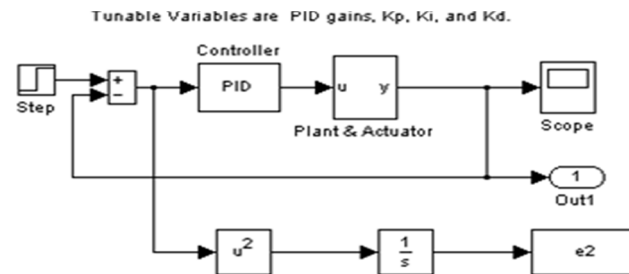 Tunable Variables are PID gains, Kp, Ki, and Kd.
Controller
+
−
PID
u y
Step
Plant & Actuator
Scope
1
Out1
u²
1
s
e2